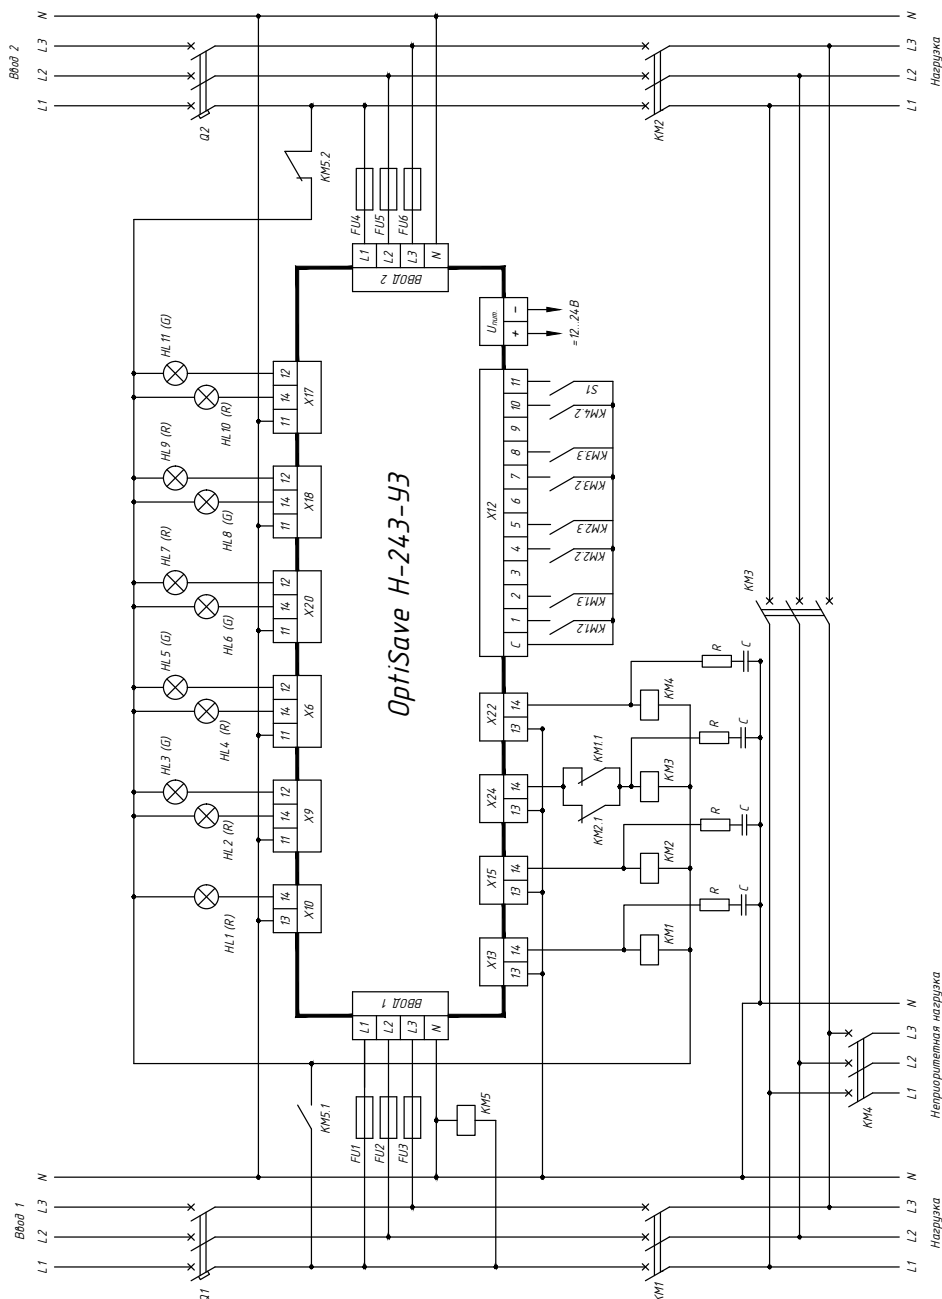 Ввод 2
N
L3
L2
L1
Q2
KM2
N
L3
L2
L1
Нагрузка
KM5.2
FU4
FU5
FU6
L1
L2
L3
N
ВВОД 2
Uпит.
-
+
=12...24В
HL11 (G)
HL10 (R)
HL9 (R)
HL8 (G)
HL7 (R)
HL6 (G)
HL5 (G)
HL4 (R)
HL3 (G)
HL2 (R)
HL1 (R)
12
14
11
X17
12
14
11
X18
12
14
11
X20
12
14
11
X6
12
14
11
X9
14
13
X10
OptiSave H-243-У3
X12
11
10
9
8
7
6
5
4
3
2
1
C
S1
KM4.2
KM3.3
KM3.2
KM2.3
KM2.2
KM1.3
KM1.2
X22
14
13
X24
14
13
X15
14
13
X13
14
13
KM1.1
KM2.1
KM4
KM3
KM2
KM1
R
C
R
C
R
C
R
C
KM3
ВВОД 1
L1
L2
L3
N
FU1
FU2
FU3
KM5
KM5.1
N
L3
L2
L1
Неприоритетная нагрузка
KM4
Ввод 1
N
L3
L2
L1
Q1
KM1
N
L3
L2
L1
Нагрузка